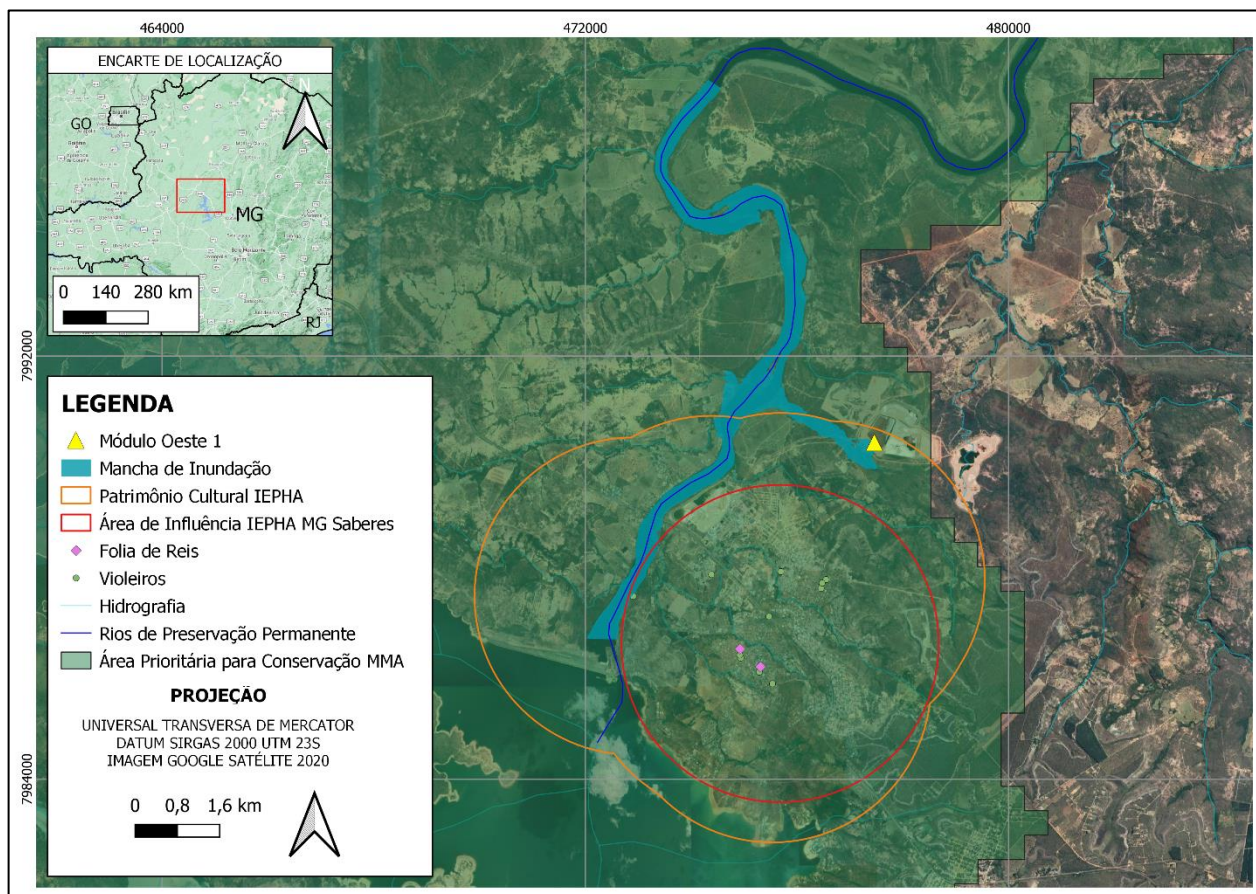 464000
472000
480000
ENCARTE DE LOCALIZAÇÃO
N
GO
MG
RJ
0 140 280 km
7992000
7984000
LEGENDA
Módulo Oeste 1
Mancha de Inundação
Patrimônio Cultural IEPHA
Área de Influência IEPHA MG Saberes
Folia de Reis
Violeiros
Hidrografia
Rios de Preservação Permanente
Área Prioritária para Conservação MMA
PROJEÇÃO
UNIVERSAL TRANSVERSA DE MERCATOR
DATUM SIRGAS 2000 UTM 23S
IMAGEM GOOGLE SATÉLITE 2020
0 0,8 1,6 km